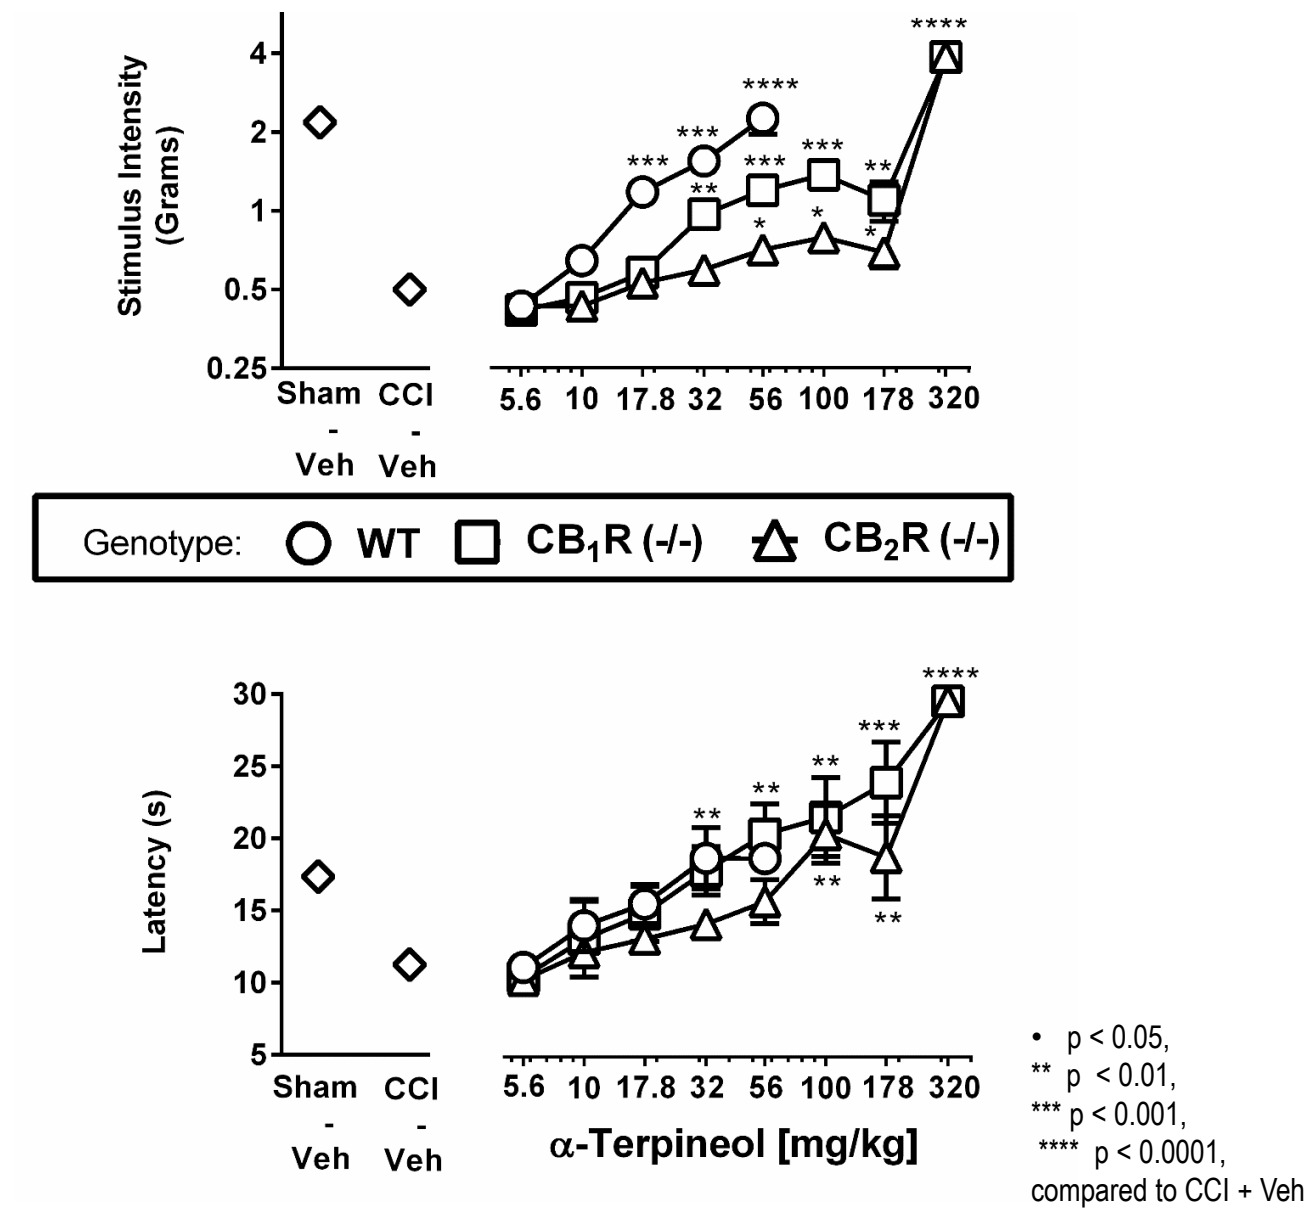 ****
4
Stimulus Intensity
(Grams)
****
2
***
***
***
***
**
**
1
*
*
*
0.5
0.25
Sham CCI
5.6 10 17.8 32 56 100 178 320
- -
Veh Veh
Genotype: WT CB₁R (-/-) CB₂R (-/-)
****
30
***
25
**
**
**
20
Latency (s)
**
**
15
10
5
Sham CCI
5.6 10 17.8 32 56 100 178 320
- -
Veh Veh
α-Terpineol [mg/kg]
• p < 0.05,
** p < 0.01,
*** p < 0.001,
**** p < 0.0001,
compared to CCI + Veh